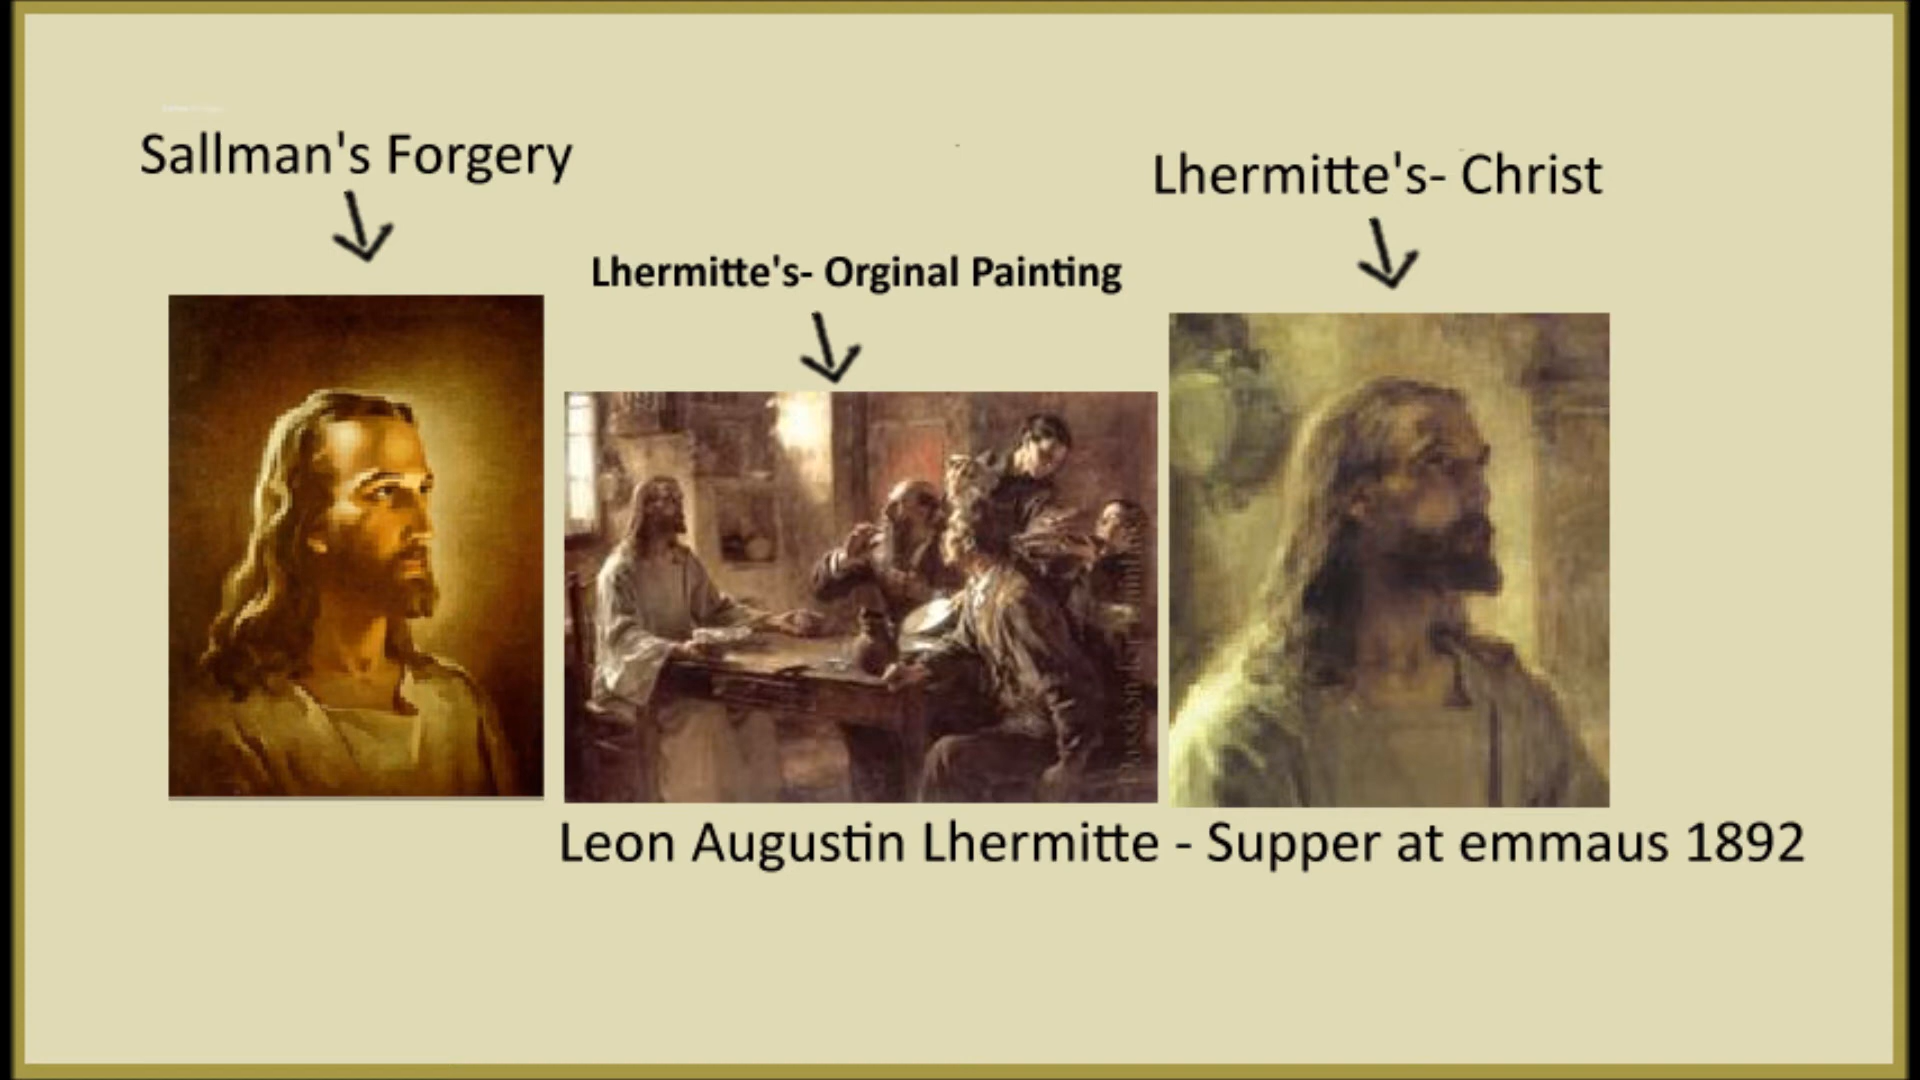 Sallman's Forgery
Lhermitte's- Christ
Lhermitte's- Orginal Painting
Leon Augustin Lhermitte - Supper at emmaus 1892